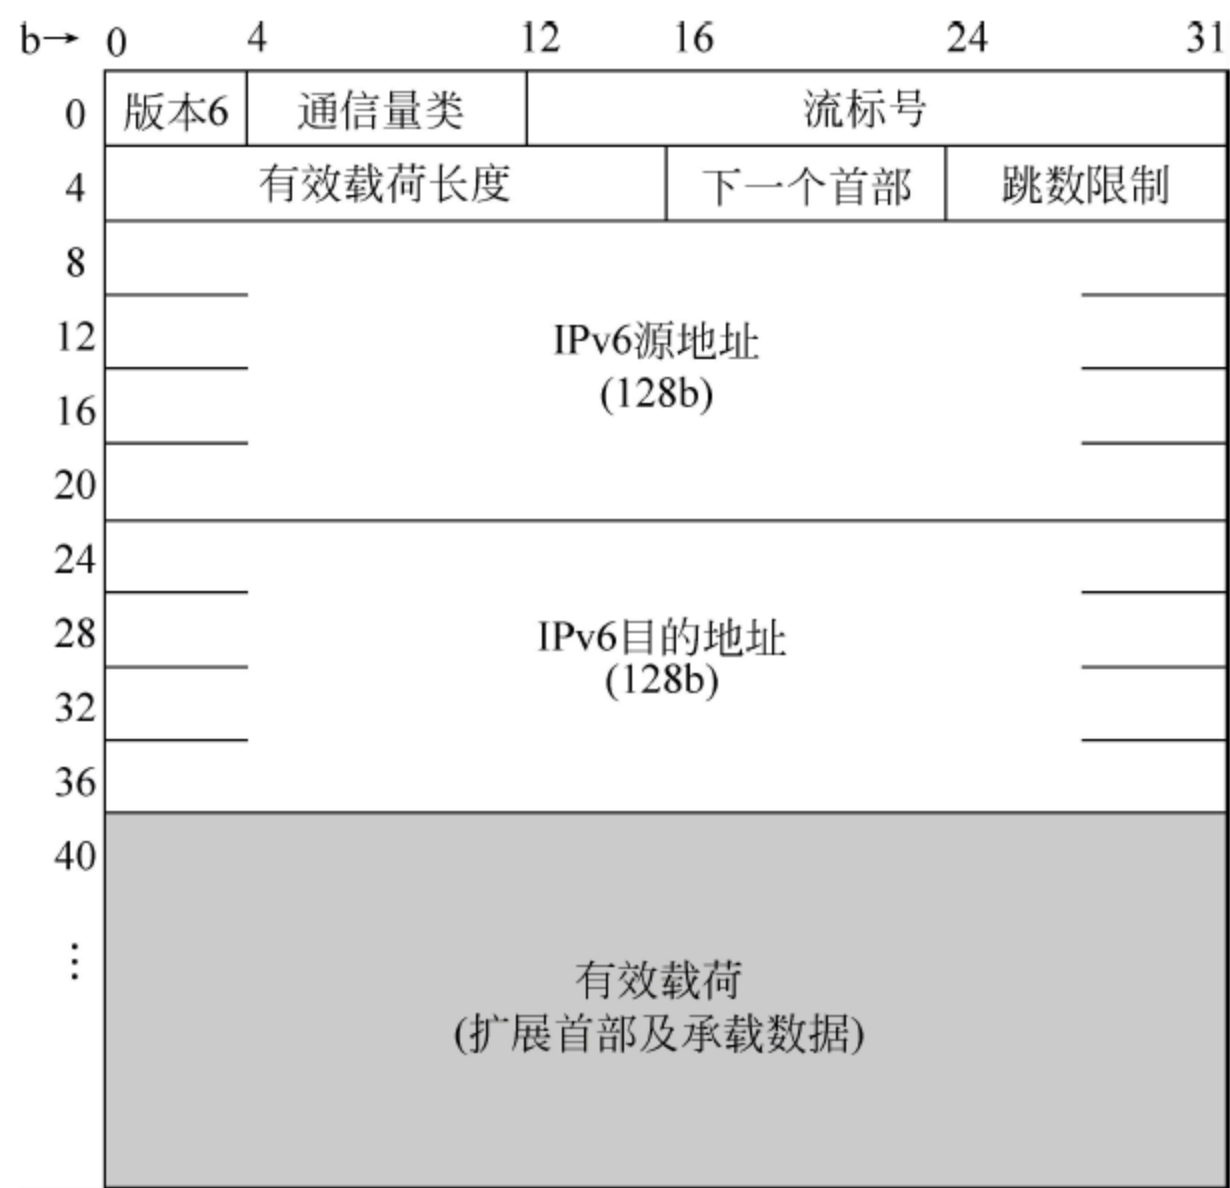 b→ 0 4 12 16 24 31
0 版本6 通信量类 流标号
4 有效载荷长度 下一个首部 跳数限制
8
12 IPv6源地址
(128b)
16
20
24
28 IPv6目的地址
(128b)
32
36
40
⋮
有效载荷
(扩展首部及承载数据)